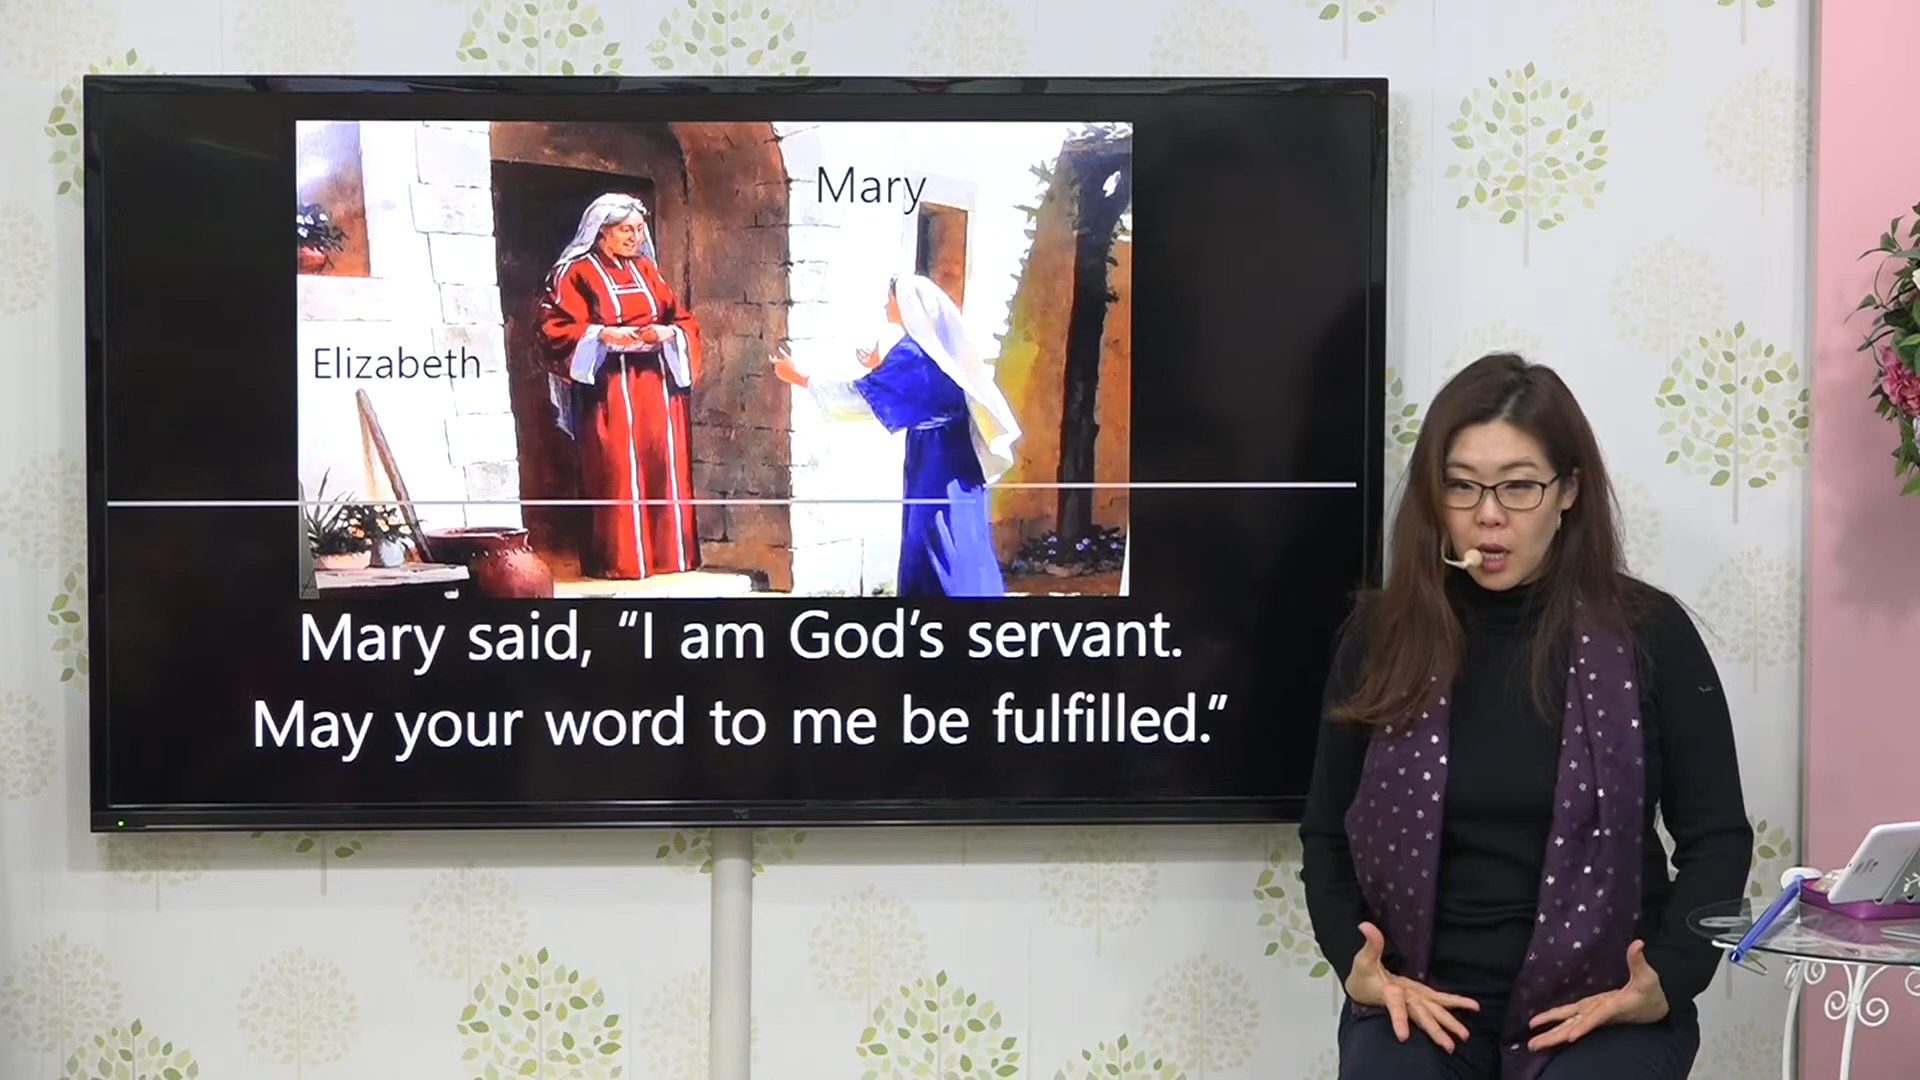 Mary
Elizabeth
Mary said, “I am God’s servant.
May your word to me be fulfilled.”